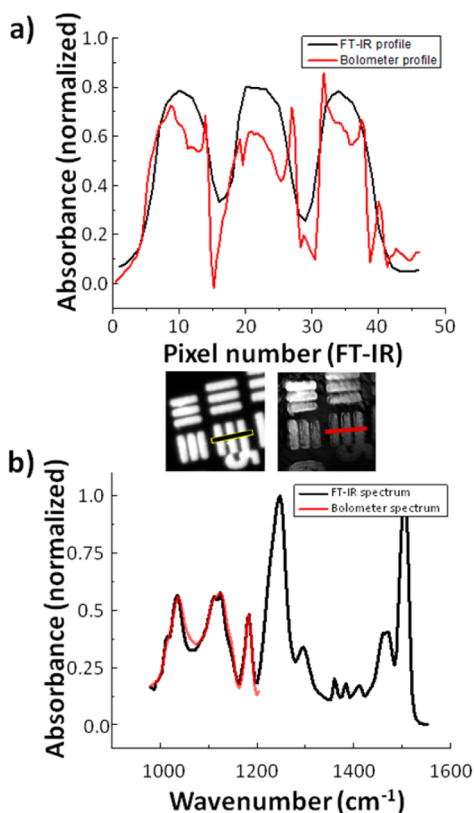 a)
Absorbance (normalized)
1.0
0.8
0.6
0.4
0.2
0.0
FT-IR profile
Bolometer profile
0 10 20 30 40 50
Pixel number (FT-IR)
b)
Absorbance (normalized)
1.0
0.75
0.5
0.25
0.0
FT-IR spectrum
Bolometer spectrum
1000 1200 1400 1600
Wavenumber (cm⁻¹)